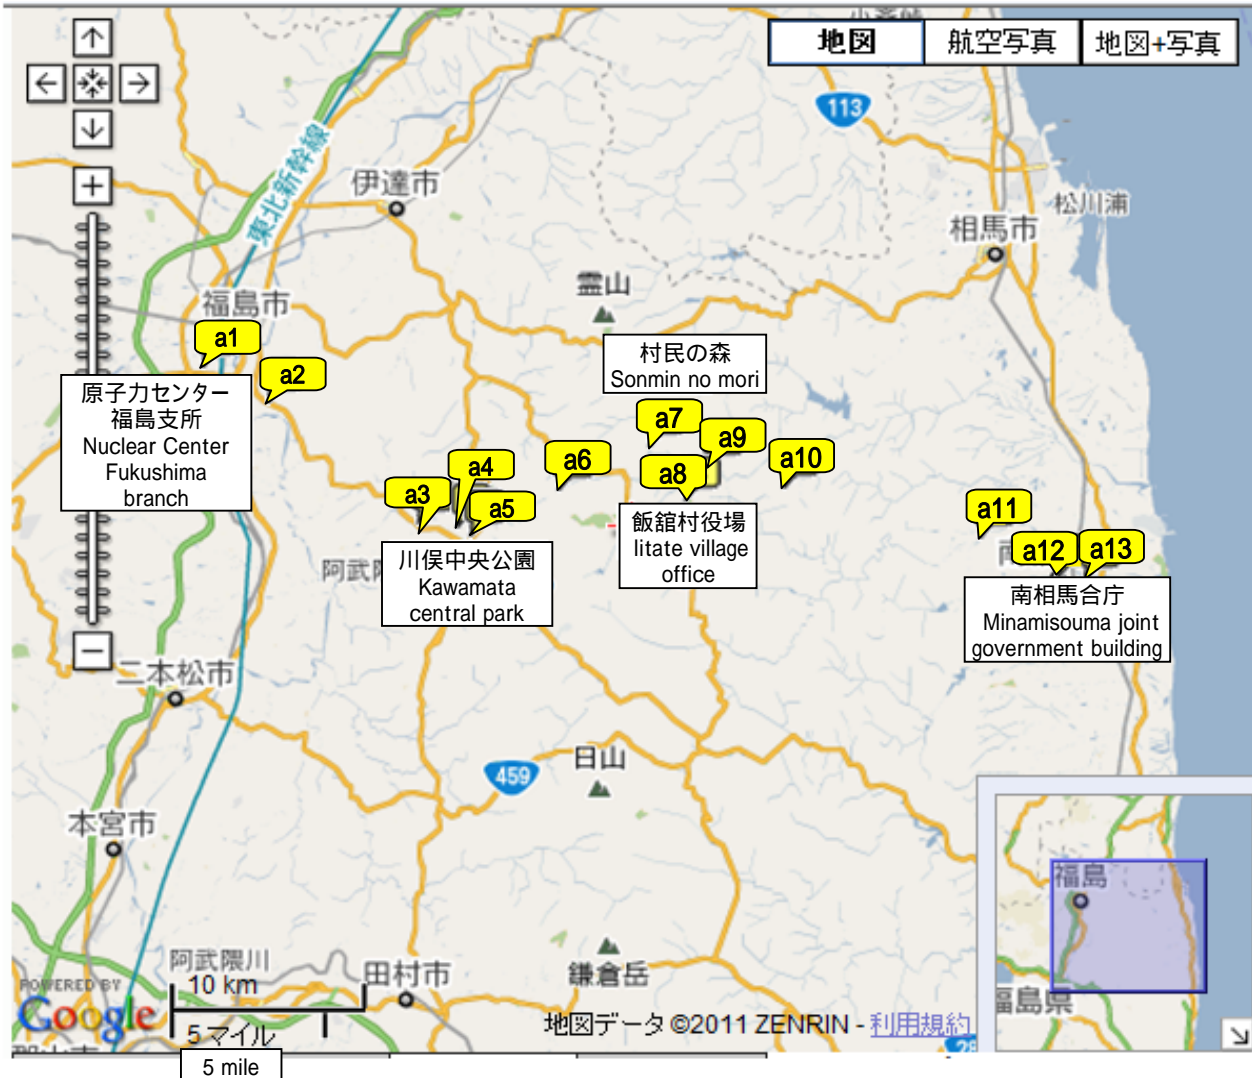 地図
航空写真
地図+写真
113
東北新幹線
伊達市
松川浦
相馬市
霊山
福島市
a1
a2
村民の森
Sonmin no mori
原子力センター
福島支所
Nuclear Center
Fukushima
branch
a7
a9
a4
a6
a8
a10
a3
a5
a11
川俣中央公園
Kawamata
central park
飯舘村役場
Iitate village
office
a12
a13
南相馬合庁
Minamisouma joint
government building
二本松市
日山
459
本宮市
福島
阿武隈川
田村市
鎌倉岳
福島県
POWERED BY
Google
10 km
5 マイル
5 mile
地図データ ©2011 ZENRIN - 利用規約